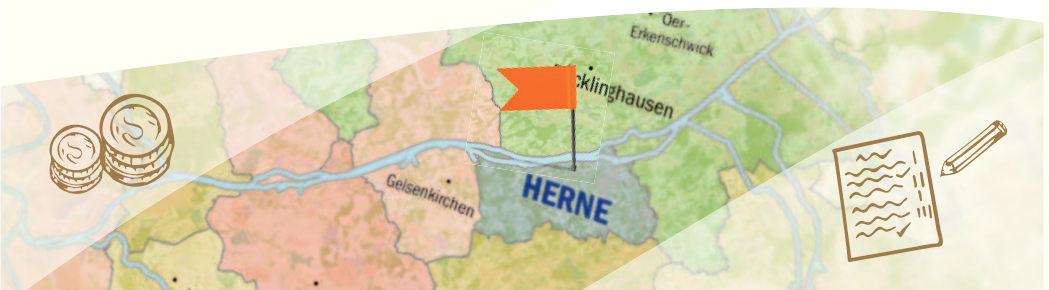 Oer-
Erkenschwick
cklinghausen
Gelsenkirchen
HERNE